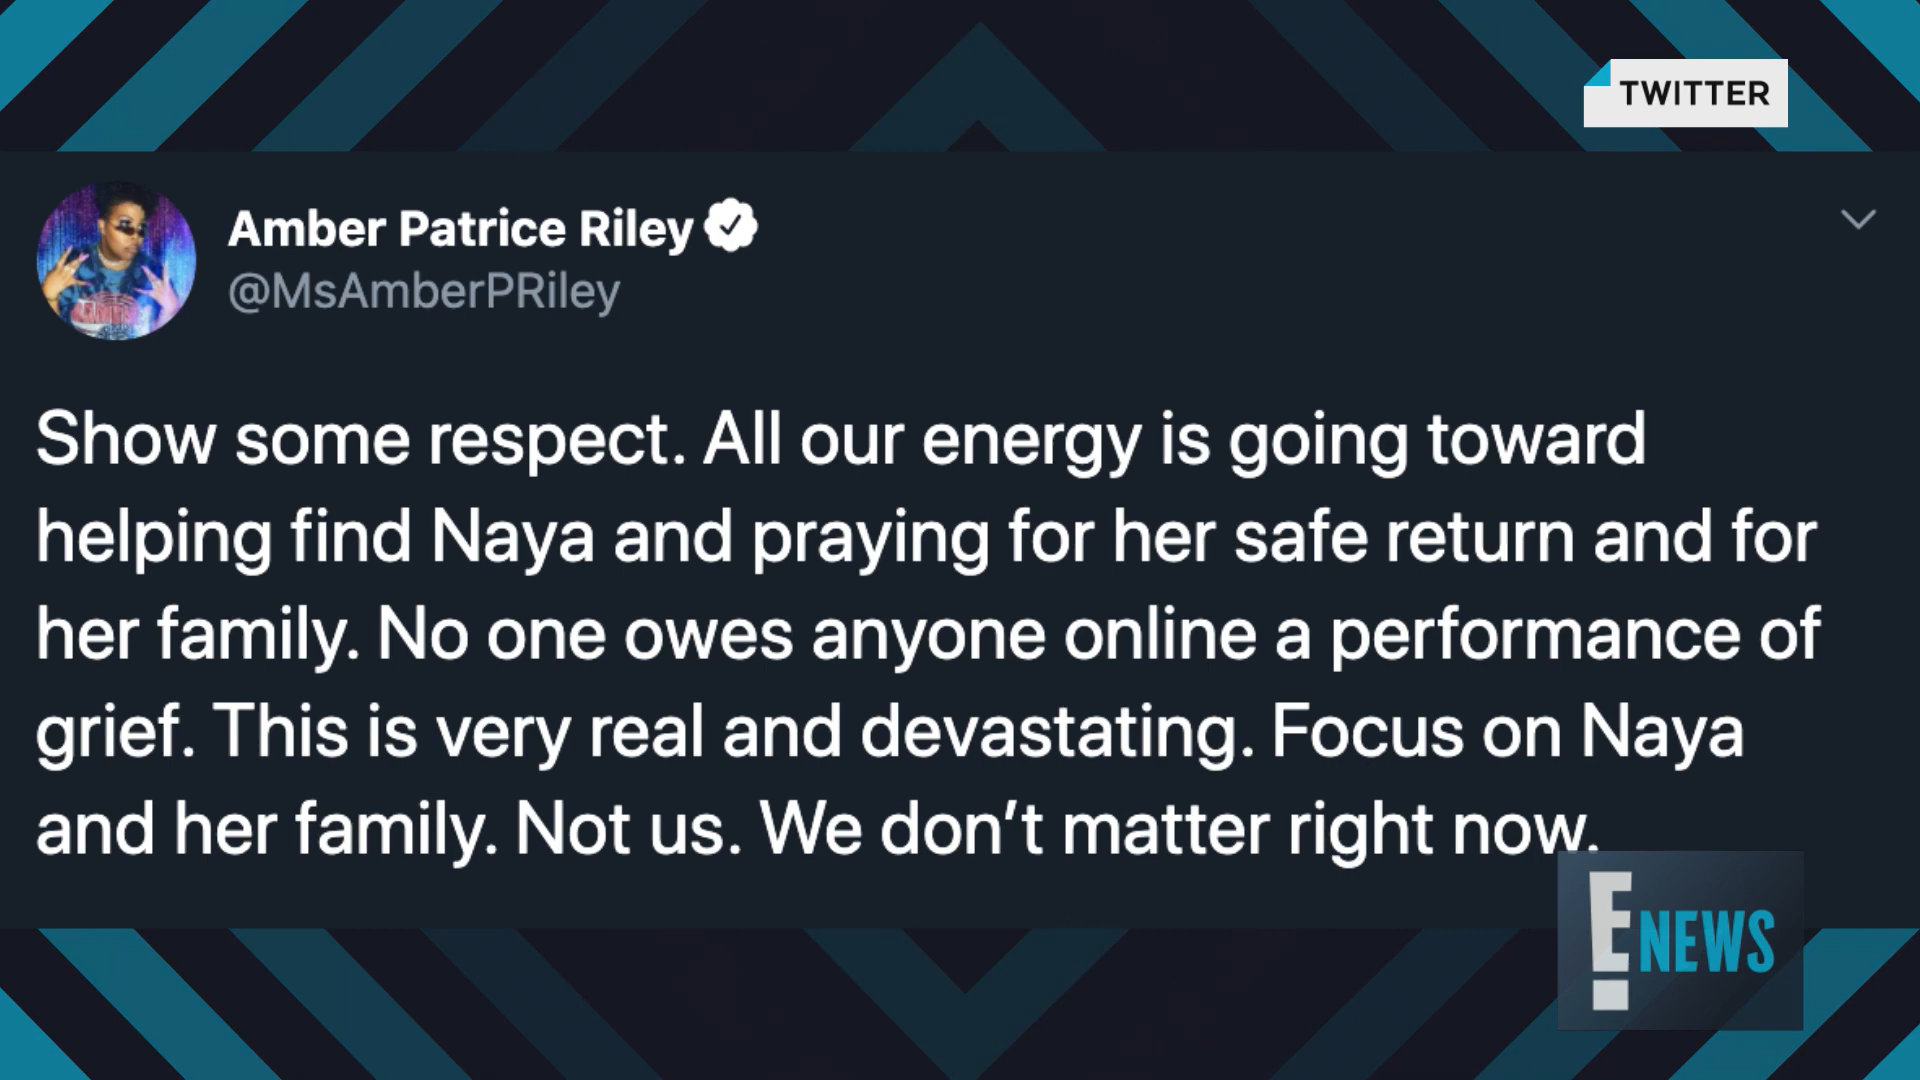 TWITTER
Amber Patrice Riley
@MsAmberPRiley
Show some respect. All our energy is going toward
helping find Naya and praying for her safe return and for
her family. No one owes anyone online a performance of
grief. This is very real and devastating. Focus on Naya
and her family. Not us. We don’t matter right now.
E! NEWS